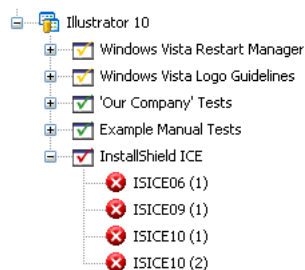 Illustrator 10
Windows Vista Restart Manager
Windows Vista Logo Guidelines
'Our Company' Tests
Example Manual Tests
InstallShield ICE
ISICE06 (1)
ISICE09 (1)
ISICE10 (1)
ISICE10 (2)